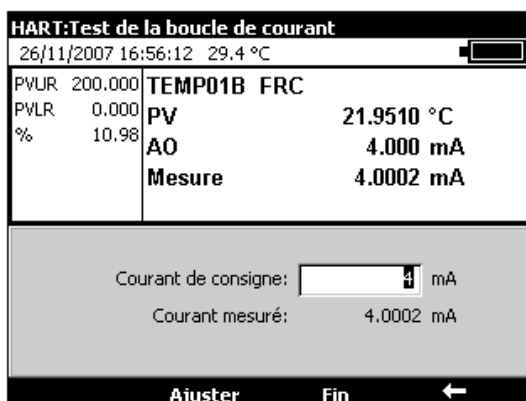 HART:Test de la boucle de courant
26/11/2007 16:56:12 29.4 °C
PVUR 200.000
PVLR 0.000
% 10.98
TEMP01B FRC
PV 21.9510 °C
AO 4.000 mA
Mesure 4.0002 mA
Courant de consigne: 4 mA
Courant mesuré: 4.0002 mA
Ajuster Fin ←